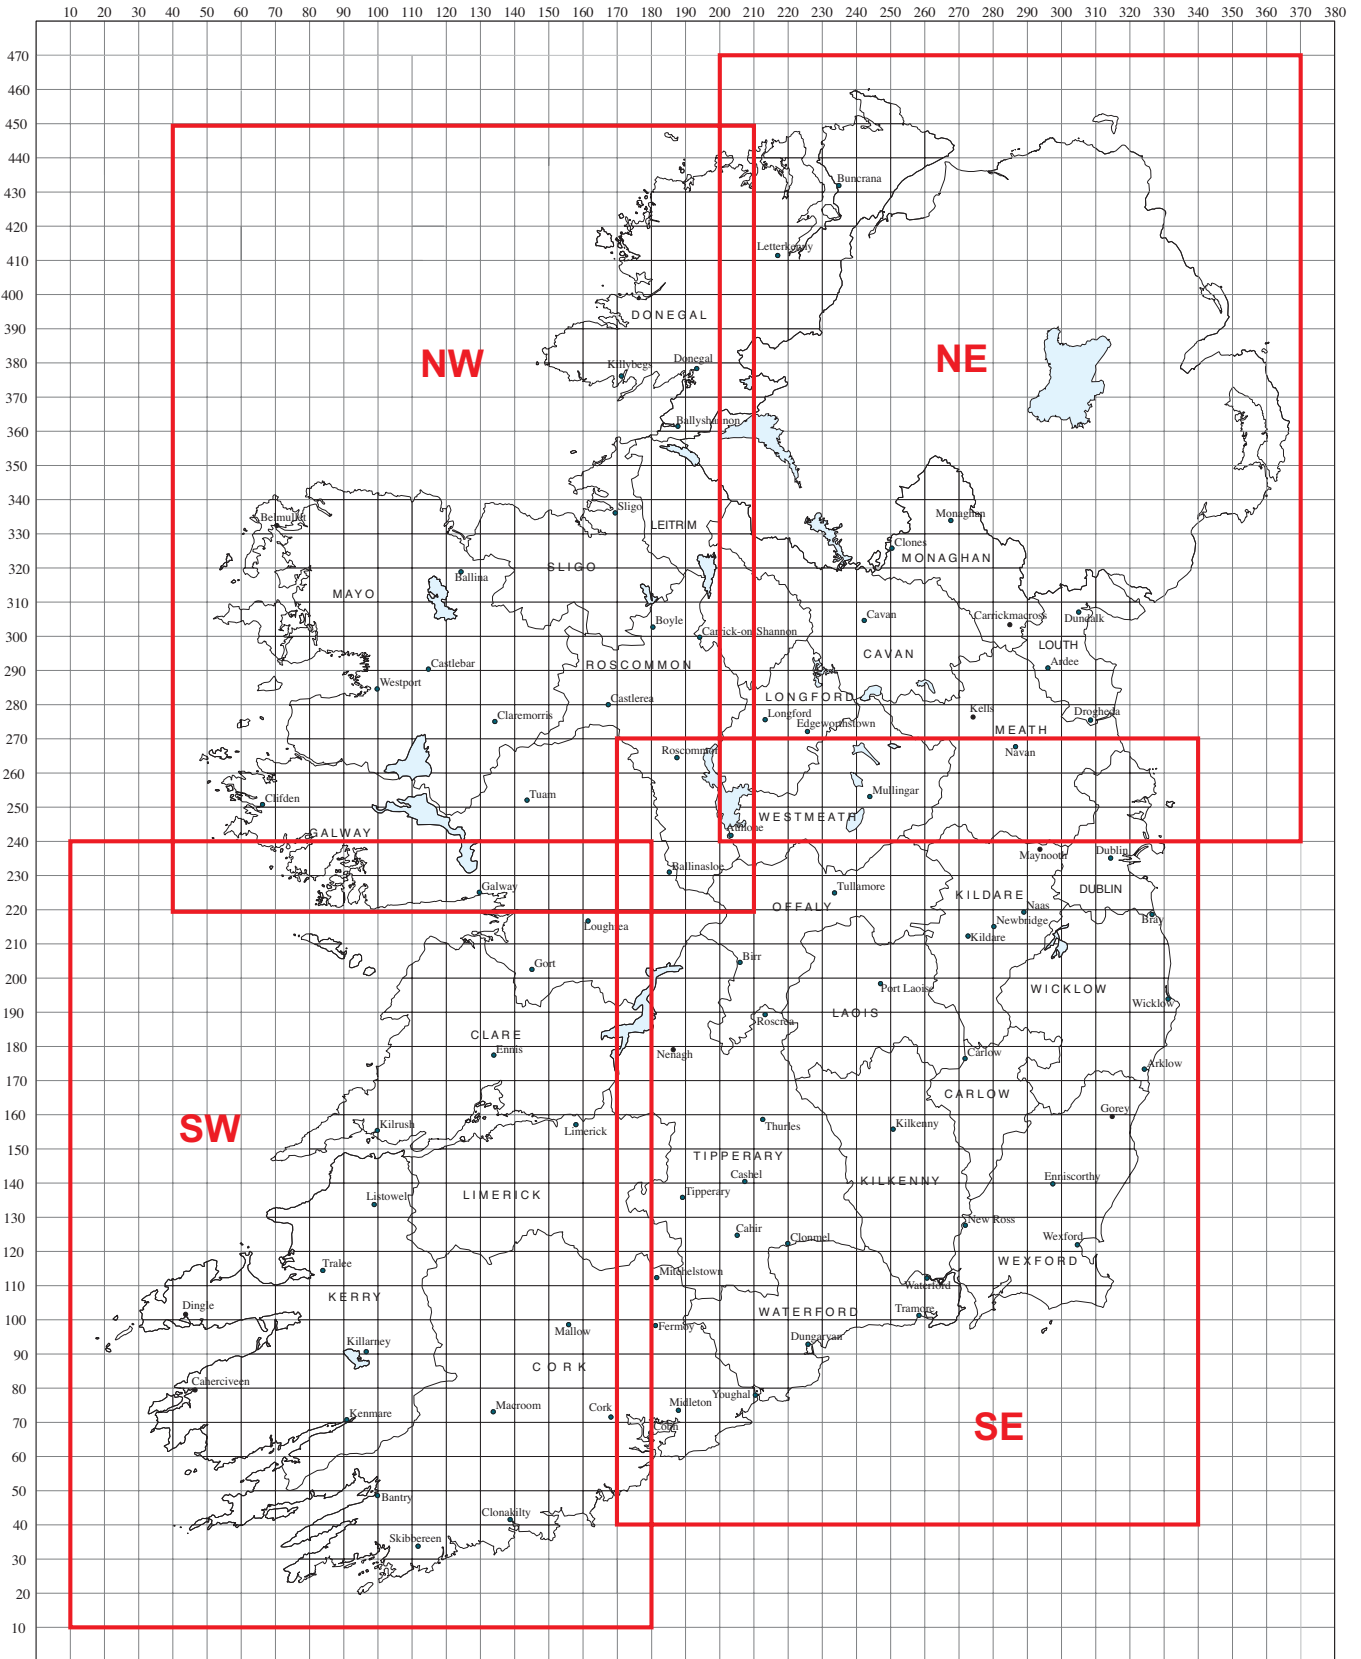 10 20 30 40 50 60 70 80 90 100 110 120 130 140 150 160 170 180 190 200 210 220 230 240 250 260 270 280 290 300 310 320 330 340 350 360 370 380
470
460
450
440
430
Buncrana
420
Letterkenny
410
400
DONEGAL
390
NW
NE
380
Killybegs
Donegal
370
Ballyshannon
360
350
340
Belmullet
Sligo
Monaghan
330
LEITRIM
Clones
MONAGHAN
320
Ballina
SLIGO
MAYO
310
Boyle
Cavan
Carrickmacross
Dundalk
300
Carrick-on Shannon
LOUTH
CAVAN
Castlebar
ROSCOMMON
Ardee
290
Westport
Castlerea
LONGFORD
280
Claremorris
Longford
Edgeworthstown
Kells
Drogheda
MEATH
270
Roscommon
Navan
260
Clifden
Tuam
Mullingar
250
GALWAY
Athlone
WESTMEATH
240
Maynooth
Dublin
Ballinasloe
230
Galway
Tullamore
KILDARE
DUBLIN
OFFALY
Naas
220
Loughrea
Newbridge
Bray
Kildare
210
Gort
Birr
200
Port Laoise
WICKLOW
Wicklow
190
Roscrea
LAOIS
CLARE
Ennis
Nenagh
Carlow
180
Arklow
170
CARLOW
SW
Gorey
160
Kilrush
Limerick
Thurles
Kilkenny
150
TIPPERARY
Cashel
KILKENNY
Enniscorthy
140
Listowel
LIMERICK
Tipperary
130
New Ross
Cahir
Clonmel
Wexford
120
Tralee
Mitchelstown
WEXFORD
110
KERRY
Waterford
Dingle
WATERFORD
Tramore
100
Mallow
Fermoy
Killarney
Dungarvan
90
CORK
Caherciveen
80
Youghal
Macroom
Cork
Midleton
Kenmare
70
Cobh
SE
60
50
Bantry
Clonakilty
40
Skibbereen
30
20
10